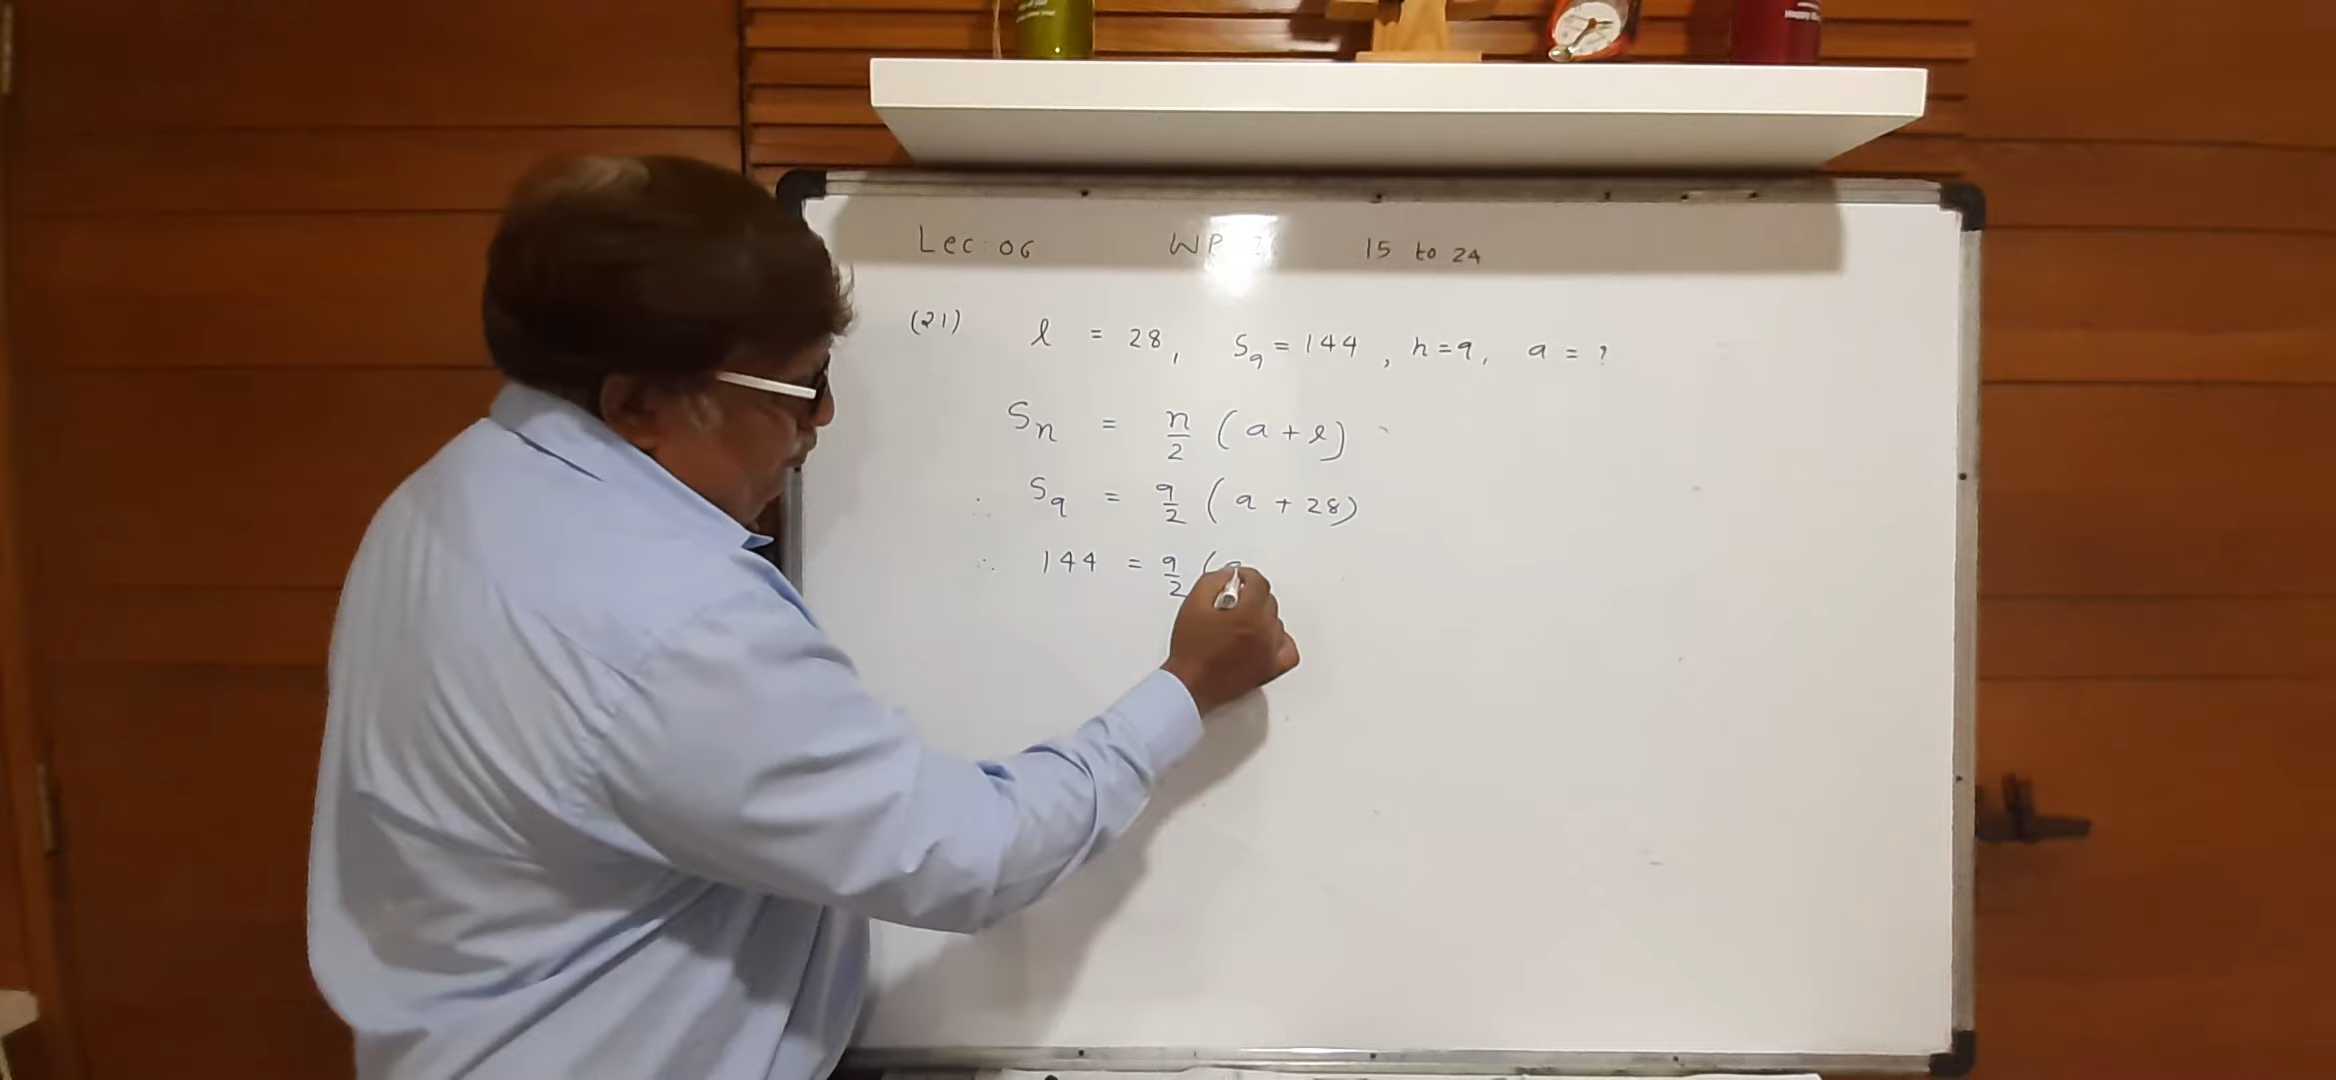 Lec: 06 WP 15 to 24
(21) l = 28, S₉ = 144, n = 9, a = ?
Sₙ = n/2 (a + l)
∴ S₉ = 9/2 (a + 28)
∴ 144 = 9/2 (a